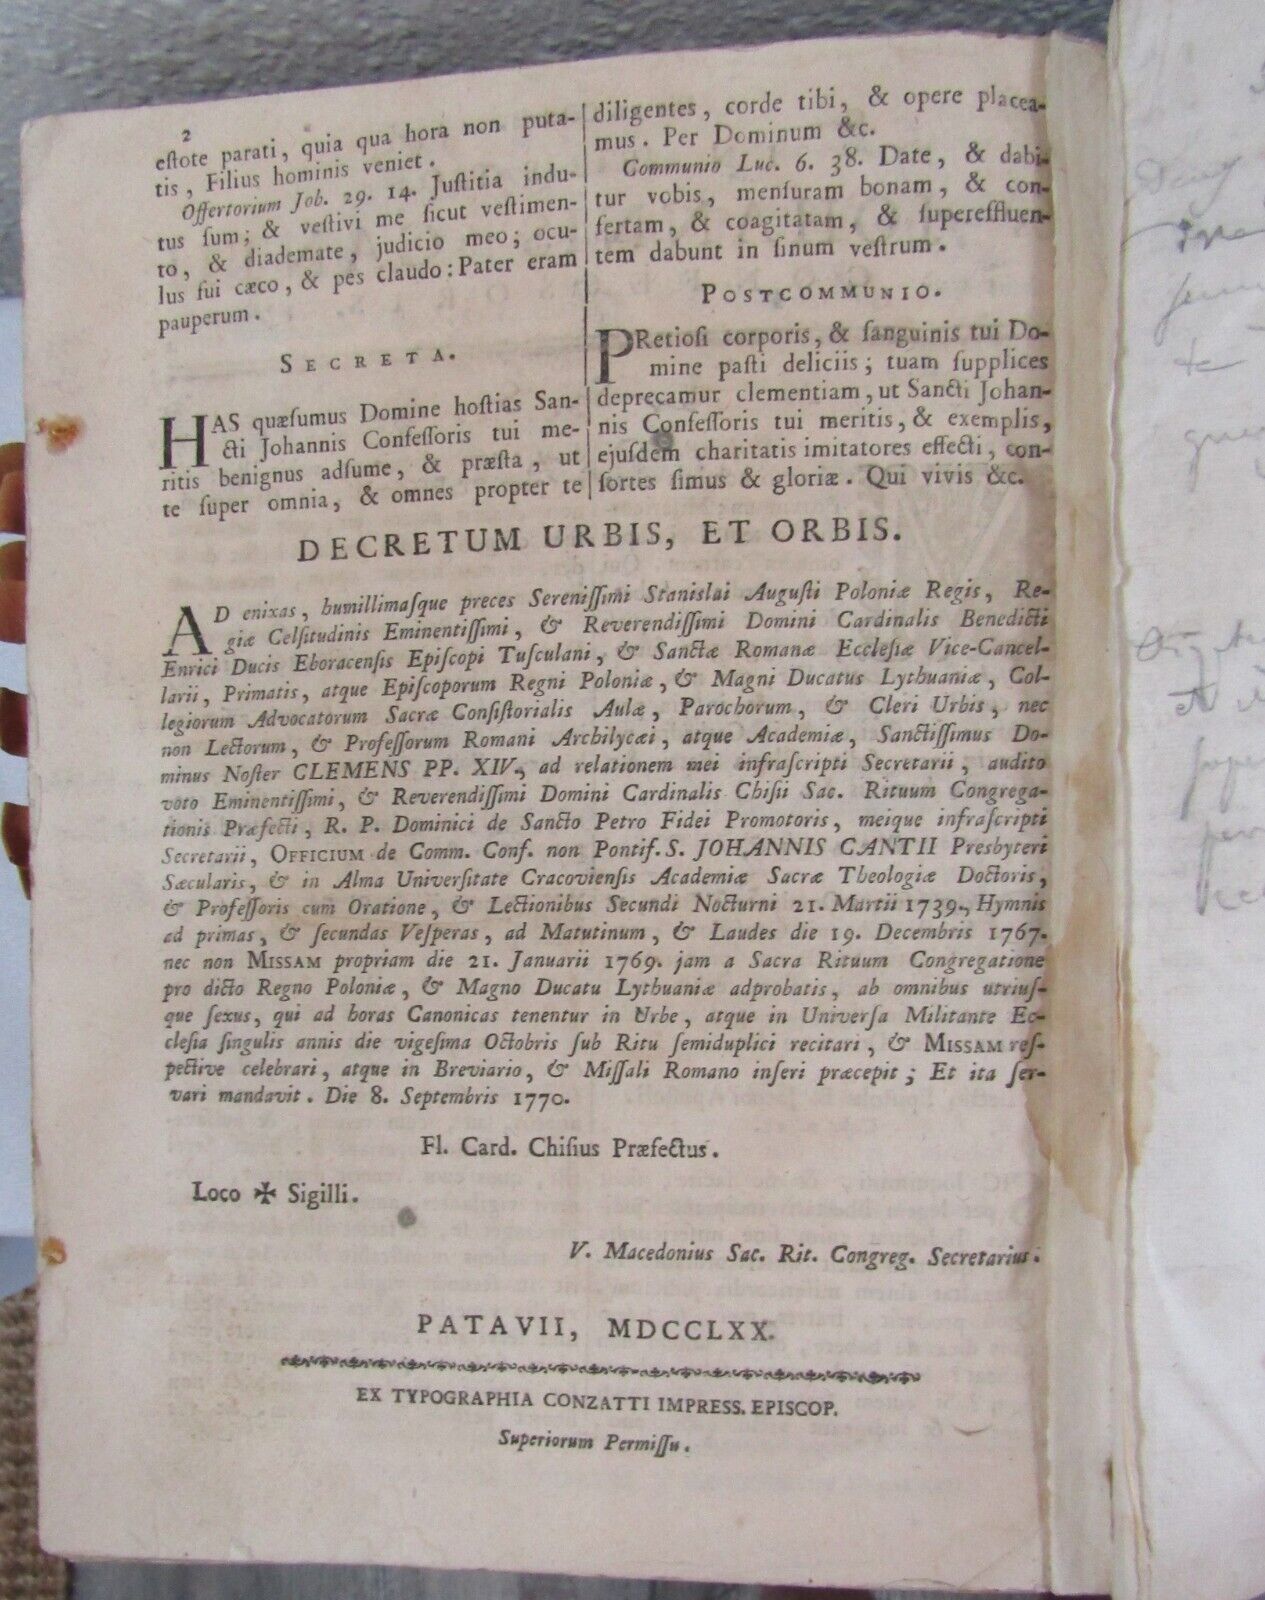 2
eſtote parati, quia qua hora non puta-
tis, Filius hominis veniet.
Offertorium Job. 29. 14. Juſtitia indu-
tus ſum; & veſtivi me ſicut veſtimen-
to, & diademate, judicio meo; ocu-
lus fui cæco, & pes claudo: Pater eram
pauperum.
SECRETA.
HAS quæſumus Domine hoſtias San-
cti Johannis Confeſſoris tui me-
ritis benignus adſume, & præſta, ut
te ſuper omnia, & omnes propter te
diligentes, corde tibi, & opere placea-
mus. Per Dominum &c.
Communio Luc. 6. 38. Date, & dabi-
tur vobis, menſuram bonam, & con-
fertam, & coagitatam, & ſupereffluen-
tem dabunt in ſinum veſtrum.
POSTCOMMUNIO.
PRetioſi corporis, & ſanguinis tui Do-
mine paſti deliciis; tuam ſupplices
deprecamur clementiam, ut Sancti Johan-
nis Confeſſoris tui meritis, & exemplis,
ejuſdem charitatis imitatores effecti, con-
ſortes ſimus & gloriæ. Qui vivis &c.
DECRETUM URBIS, ET ORBIS.
AD enixas, humillimaſque preces Sereniſſimi Stanislai Auguſti Poloniæ Regis, Re-
giæ Celſitudinis Eminentiſſimi, & Reverendiſſimi Domini Cardinalis Benedicti
Enrici Ducis Eboracenſis Epiſcopi Tuſculani, & Sanctæ Romanæ Eccleſiæ Vice-Cancel-
larii, Primatis, atque Epiſcoporum Regni Poloniæ, & Magni Ducatus Lythuaniæ, Col-
legiorum Advocatorum Sacræ Conſiſtorialis Aulæ, Parochorum, & Cleri Urbis, nec
non Lectorum, & Profeſſorum Romani Archilycæi, atque Academiæ, Sanctiſſimus Do-
minus Noſter CLEMENS PP. XIV., ad relationem mei infraſcripti Secretarii, audito
voto Eminentiſſimi, & Reverendiſſimi Domini Cardinalis Chiſii Sac. Rituum Congrega-
tionis Præfecti, R. P. Dominici de Sancto Petro Fidei Promotoris, meique infraſcripti
Secretarii, OFFICIUM de Comm. Conf. non Pontif. S. JOHANNIS CANTII Presbyteri
Sæcularis, & in Alma Univerſitate Cracovienſis Academiæ Sacræ Theologiæ Doctoris,
& Profeſſoris cum Oratione, & Lectionibus Secundi Nocturni 21. Martii 1739., Hymnis
ad primas, & ſecundas Veſperas, ad Matutinum, & Laudes die 19. Decembris 1767.
nec non MISSAM propriam die 21. Januarii 1769. jam a Sacra Rituum Congregatione
pro dicto Regno Poloniæ, & Magno Ducatu Lythuaniæ adprobatis, ab omnibus utriuſ-
que ſexus, qui ad horas Canonicas tenentur in Urbe, atque in Univerſa Militante Ec-
cleſia ſingulis annis die vigeſima Octobris ſub Ritu ſemiduplici recitari, & MISSAM reſ-
pective celebrari, atque in Breviario, & Miſſali Romano inſeri præcepit; Et ita ſer-
vari mandavit. Die 8. Septembris 1770.
Fl. Card. Chiſius Præfectus.
Loco ✠ Sigilli.
V. Macedonius Sac. Rit. Congreg. Secretarius.
PATAVII, MDCCLXX.
EX TYPOGRAPHIA CONZATTI IMPRESS. EPISCOP.
Superiorum Permiſſu.